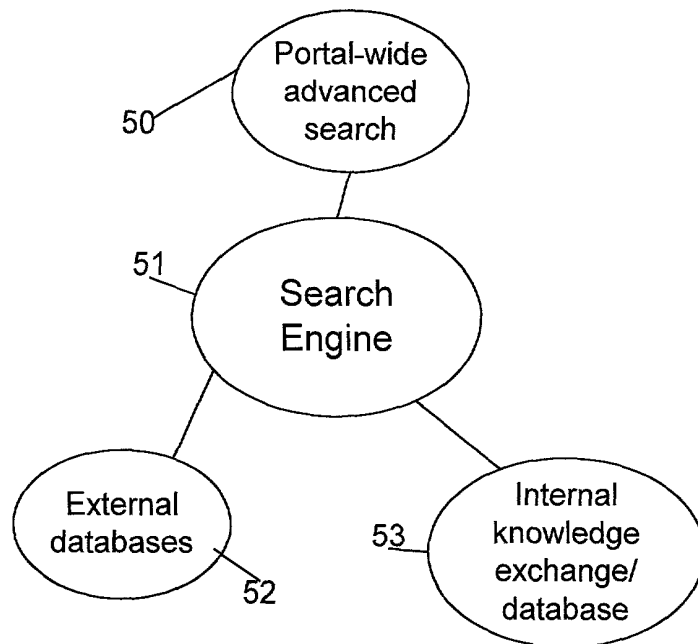 Portal-wide
advanced
search
50
51
Search
Engine
External
databases
52
53
Internal
knowledge
exchange/
database